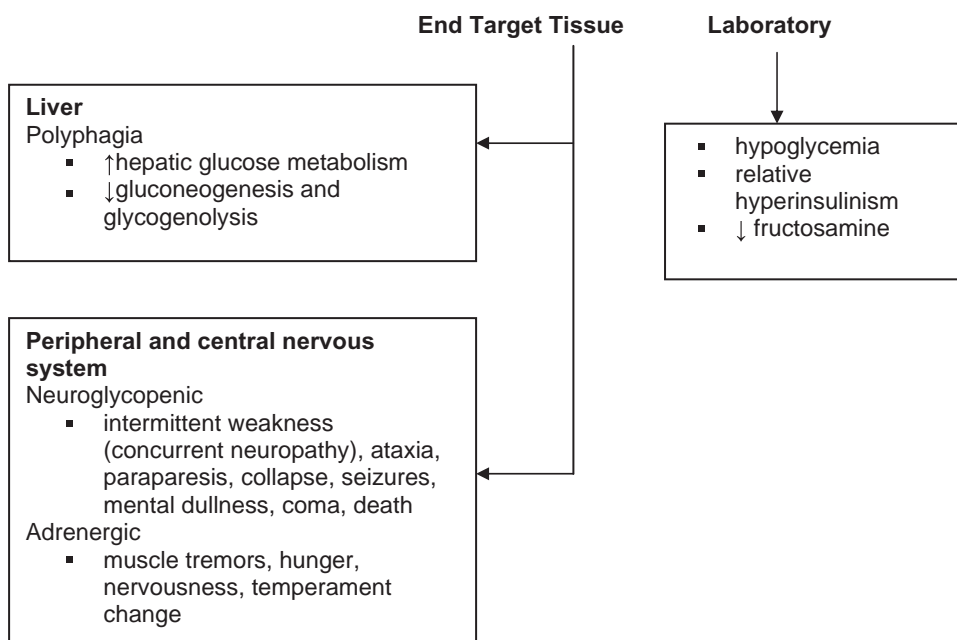 End Target Tissue
Laboratory
Liver
Polyphagia
▪ ↑hepatic glucose metabolism
▪ ↓gluconeogenesis and
glycogenolysis
▪ hypoglycemia
▪ relative
hyperinsulinism
▪ ↓ fructosamine
Peripheral and central nervous
system
Neuroglycopenic
▪ intermittent weakness
(concurrent neuropathy), ataxia,
paraparesis, collapse, seizures,
mental dullness, coma, death
Adrenergic
▪ muscle tremors, hunger,
nervousness, temperament
change